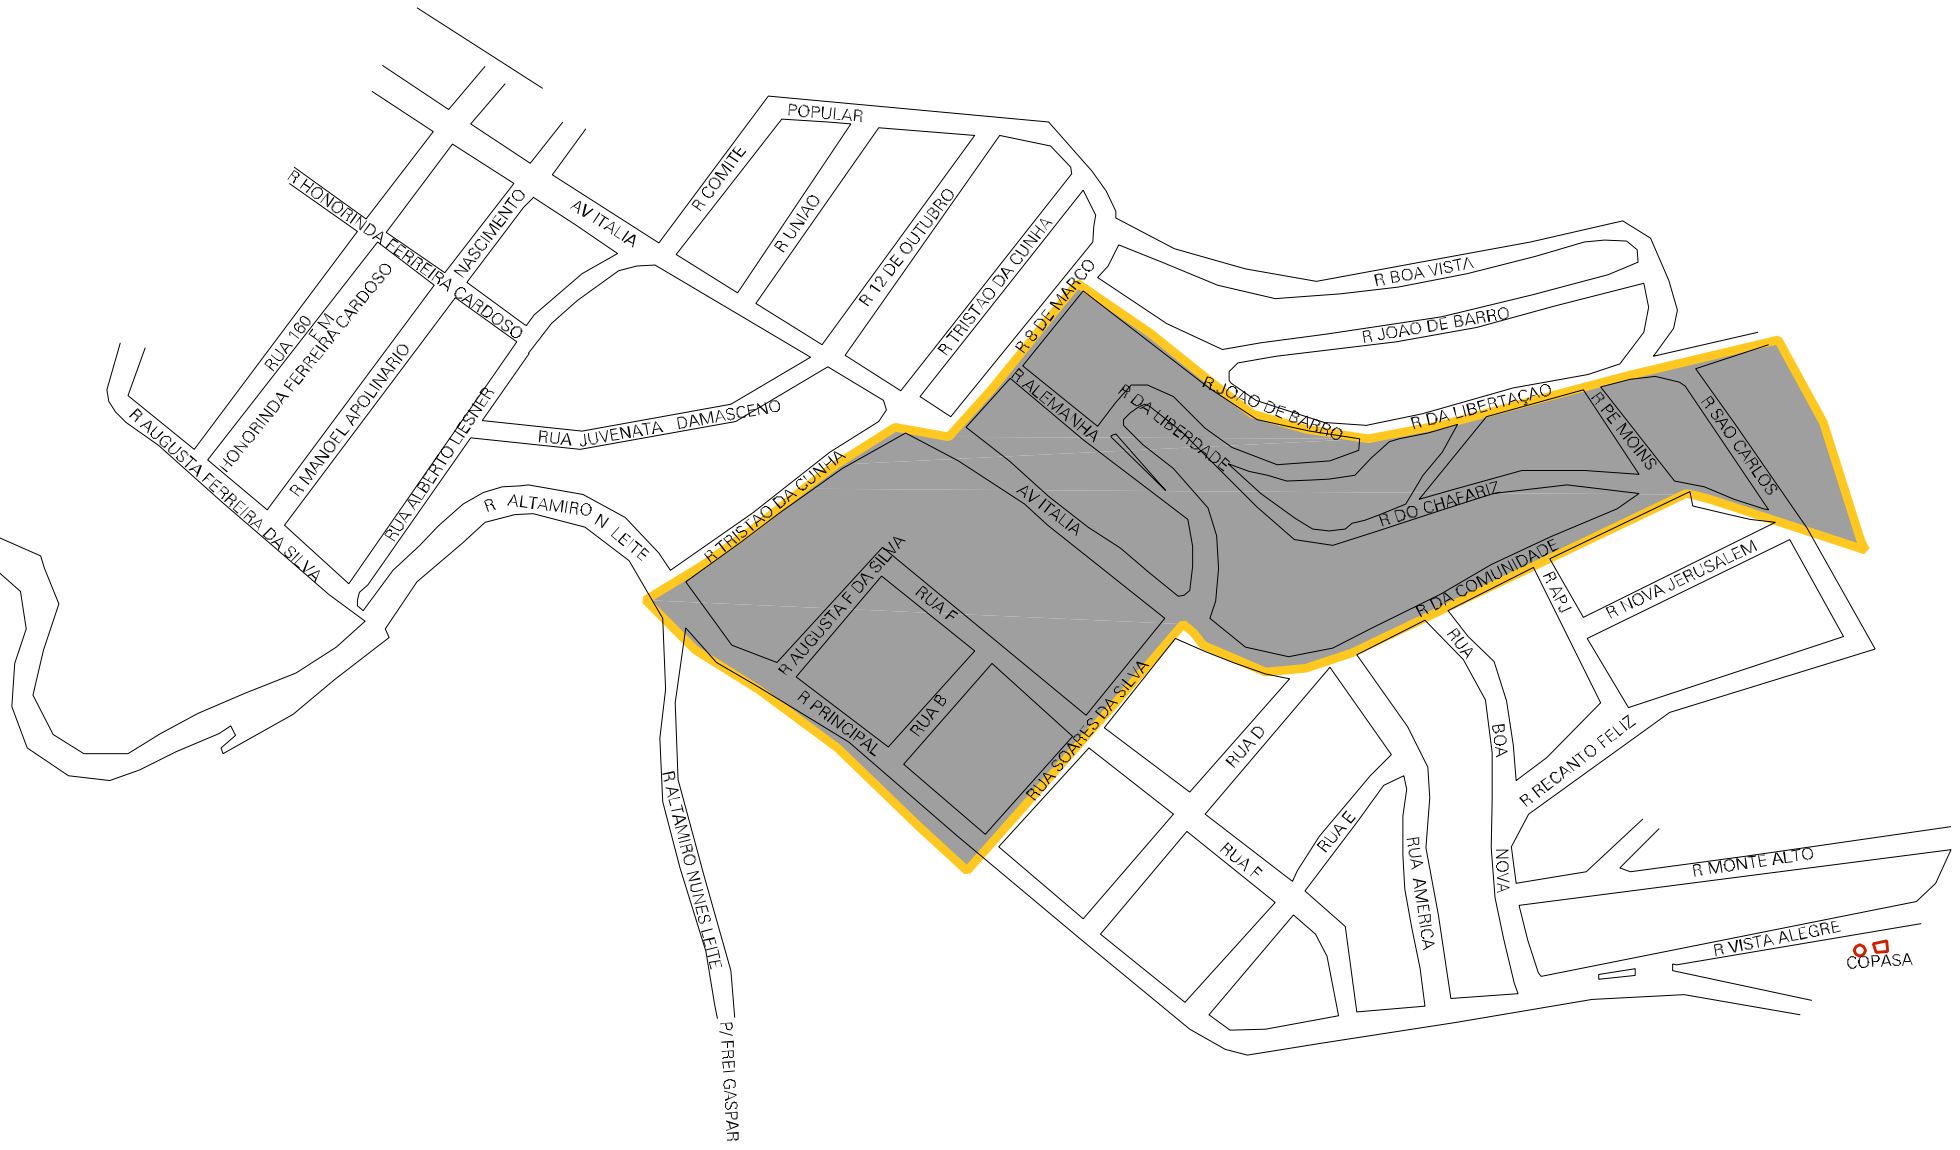 POPULAR
R COMITE
R UNIAO
R 12 DE OUTUBRO
R TRISTAO DA CUNHA
R 8 DE MARCO
AV ITALIA
R HONORINDA FERREIRA CARDOSO
NASCIMENTO
RUA 160
F M
HONORINDA FERREIRA CARDOSO
R MANOEL APOLINARIO
RUA ALBERTO LIESNER
R AUGUSTA FERREIRA DA SILVA
RUA JUVENATA DAMASCENO
R ALTAMIRO N LEITE
R TRISTAO DA CUNHA
R BOA VISTA
R JOAO DE BARRO
R JOAO DE BARRO
R DA LIBERTAÇAO
R ALEMANHA
R DA LIBERDADE
R PE MOINS
R SAO CARLOS
AV ITALIA
R DO CHAFARIZ
R DA COMUNIDADE
R AUGUSTA F DA SILVA
RUA F
RUA B
R PRINCIPAL
RUA SOARES DA SILVA
R APJ
R NOVA JERUSALEM
RUA BOA NOVA
R RECANTO FELIZ
RUA D
RUA E
RUA F
RUA AMERICA
R MONTE ALTO
R VISTA ALEGRE
COPASA
R ALTAMIRO NUNES LEITE
P/ FREI GASPAR